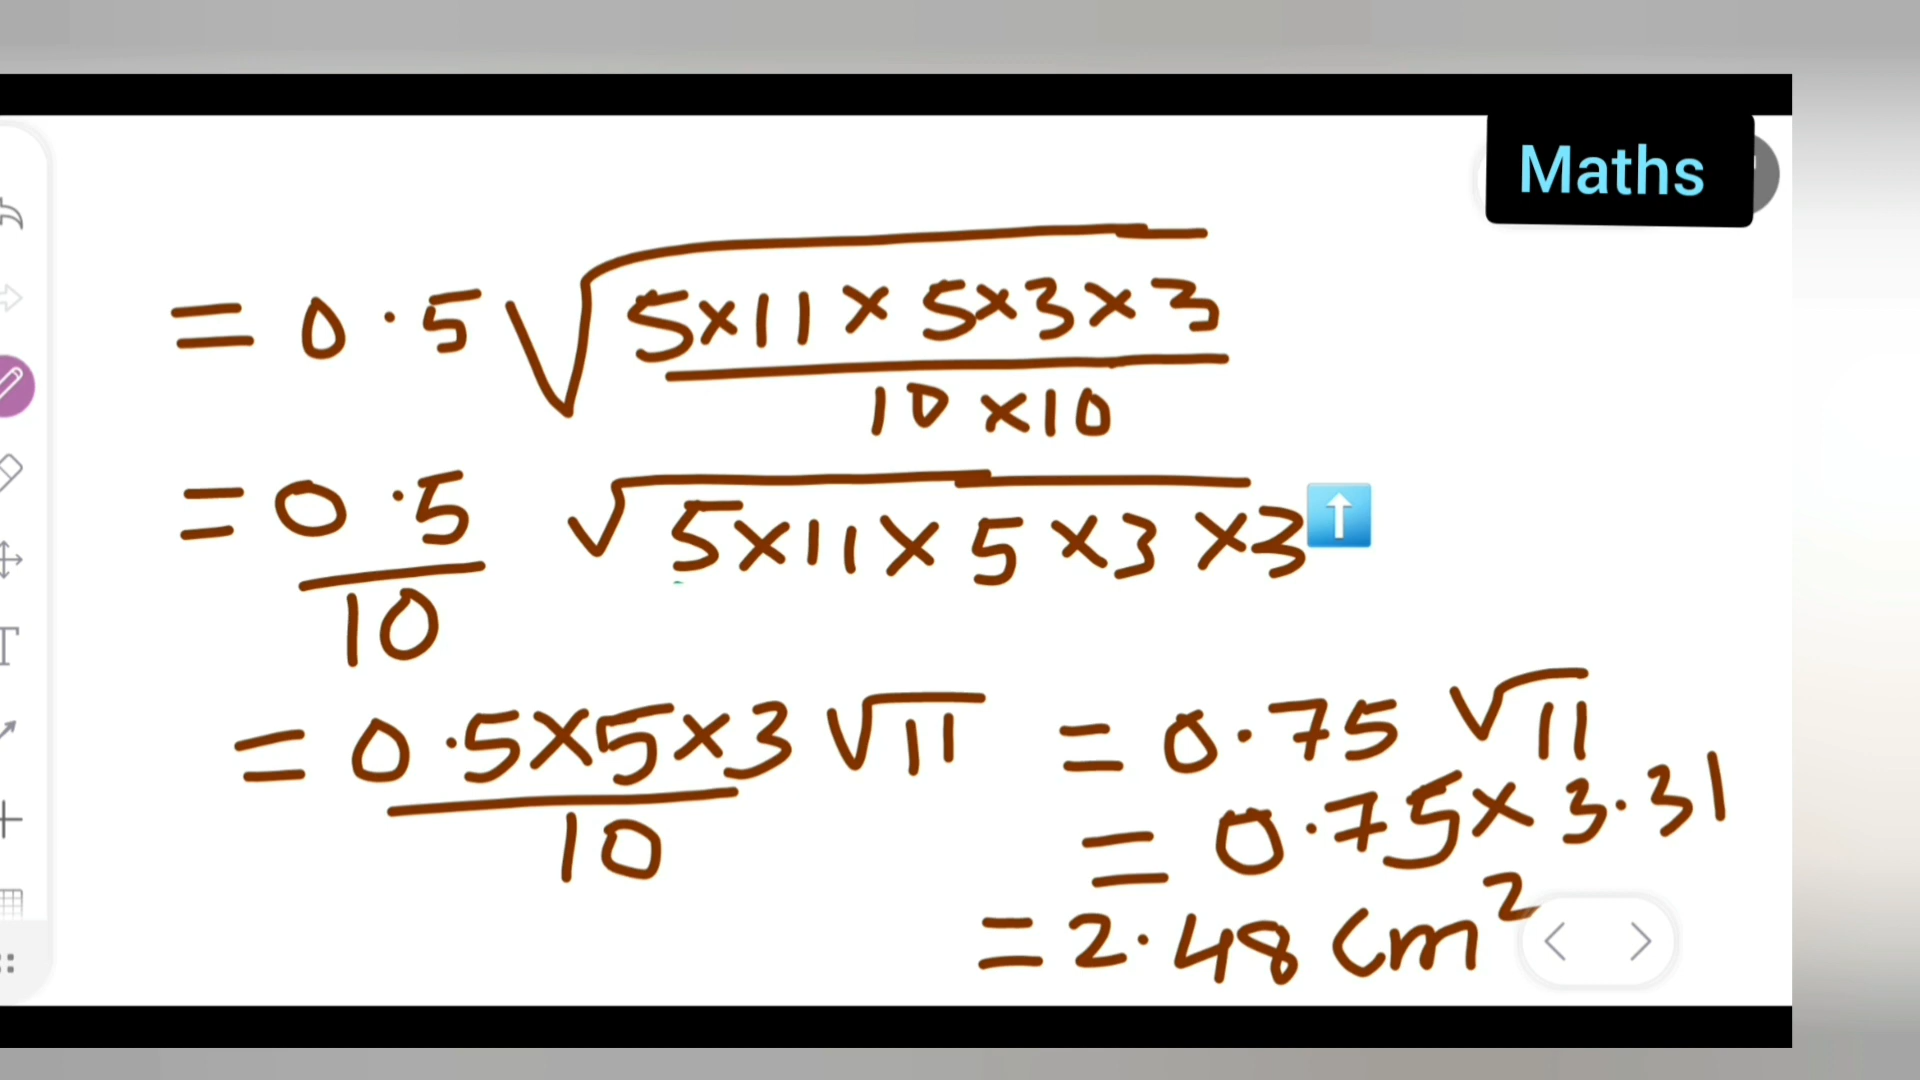 Maths
= 0.5 √(5×11×5×3×3 / 10×10)
= 0.5/10 √(5×11×5×3×3) ⬆
= 0.5×5×3/10 √11 = 0.75 √11
= 0.75×3.31
= 2.48 cm²